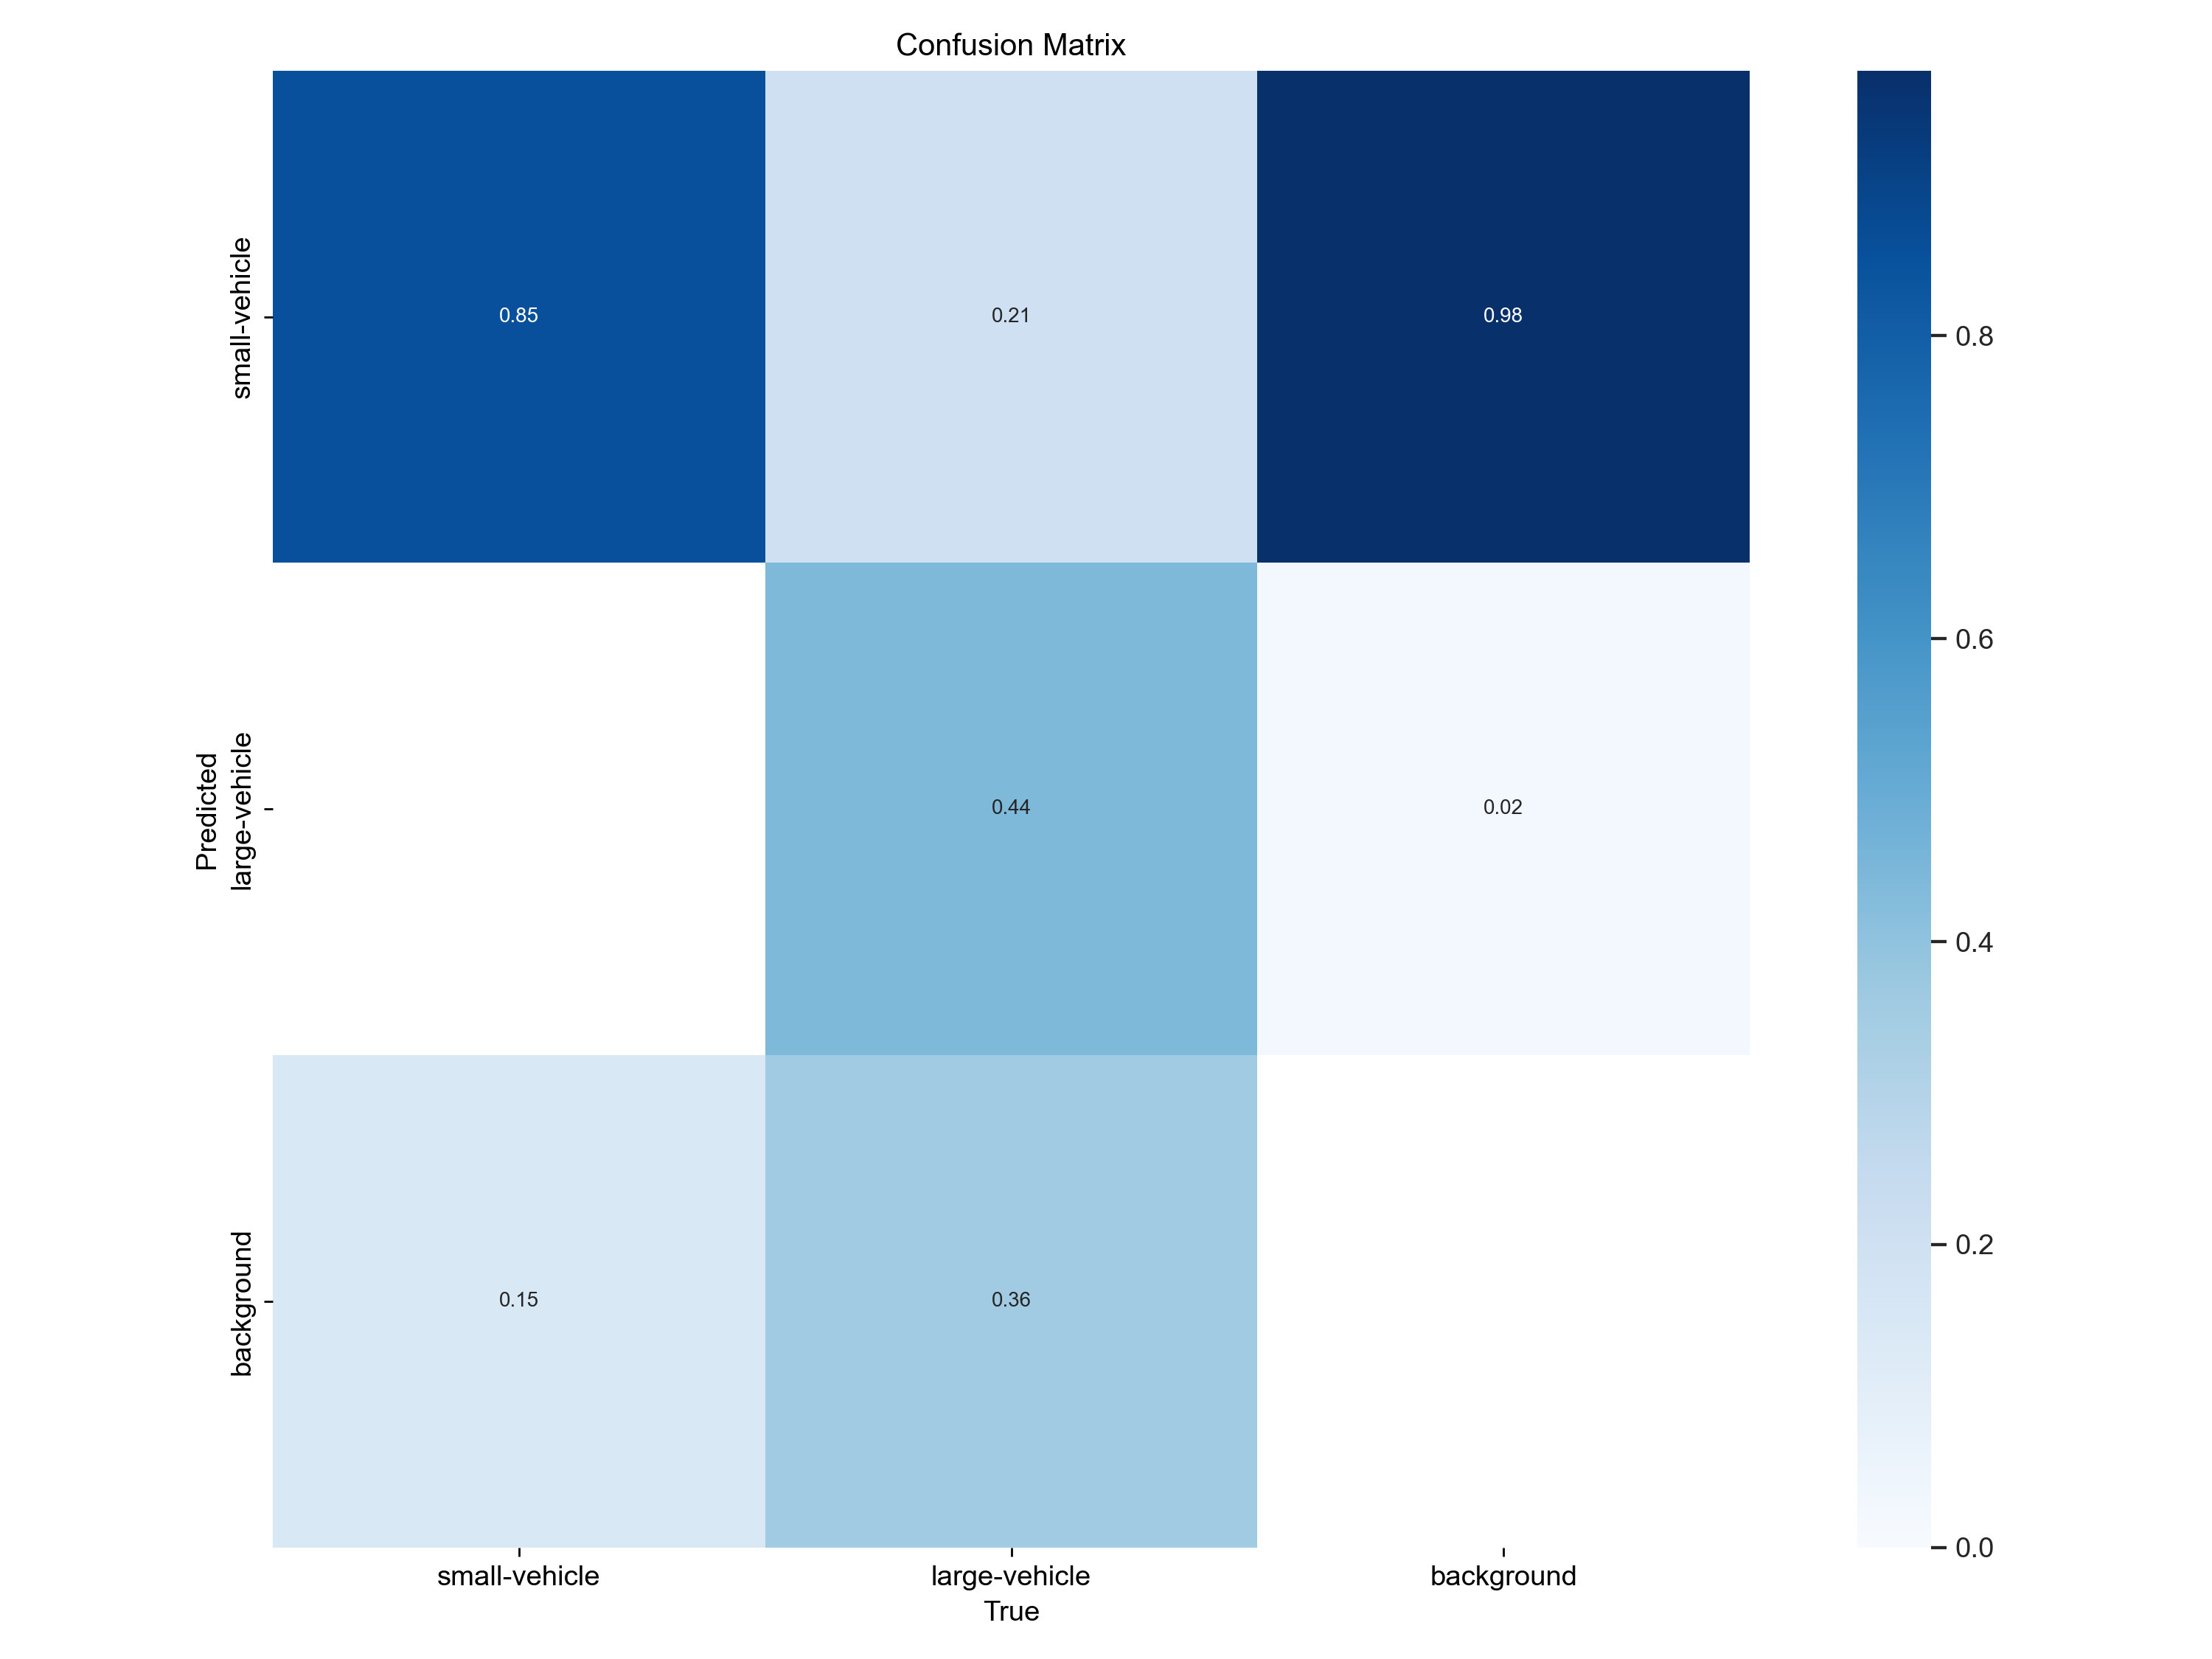 Confusion Matrix
small-vehicle
0.85
0.21
0.98
0.8
0.6
Predicted
large-vehicle
0.44
0.02
0.4
background
0.15
0.36
0.2
0.0
small-vehicle
large-vehicle
background
True